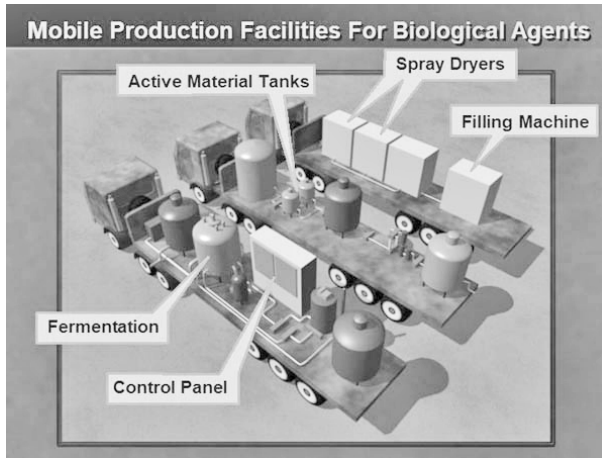 Mobile Production Facilities For Biological Agents
Active Material Tanks
Spray Dryers
Filling Machine
Fermentation
Control Panel